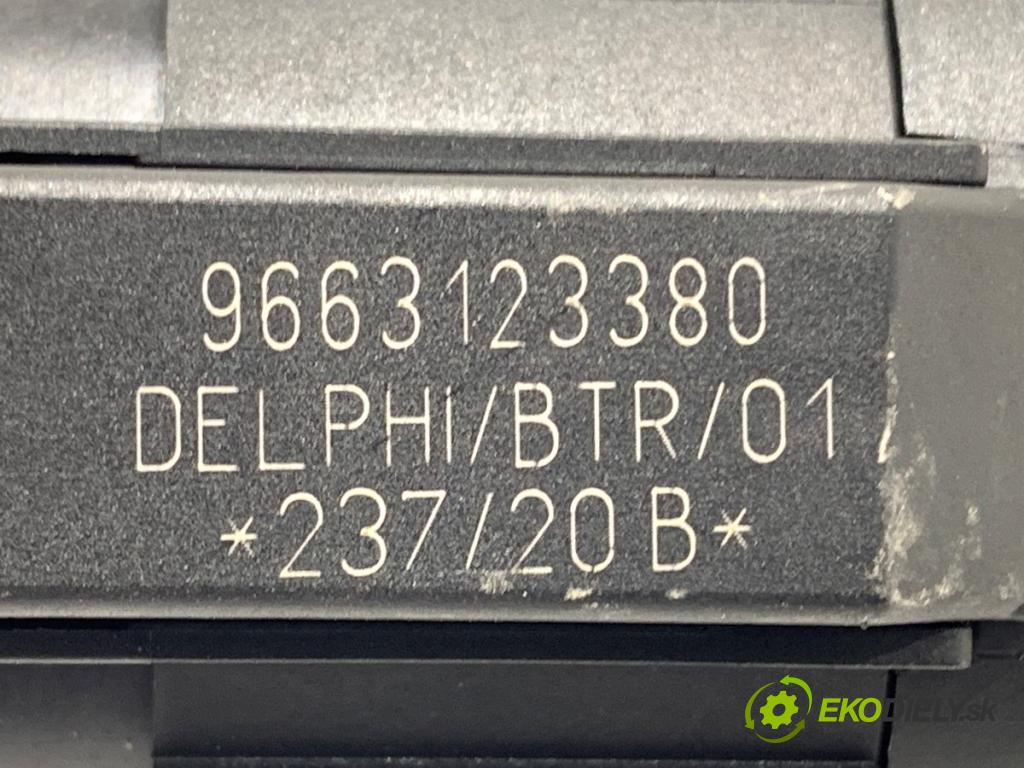 9663123380
DELPHI/BTR/01
*237/20B*
EKODIELY.sk